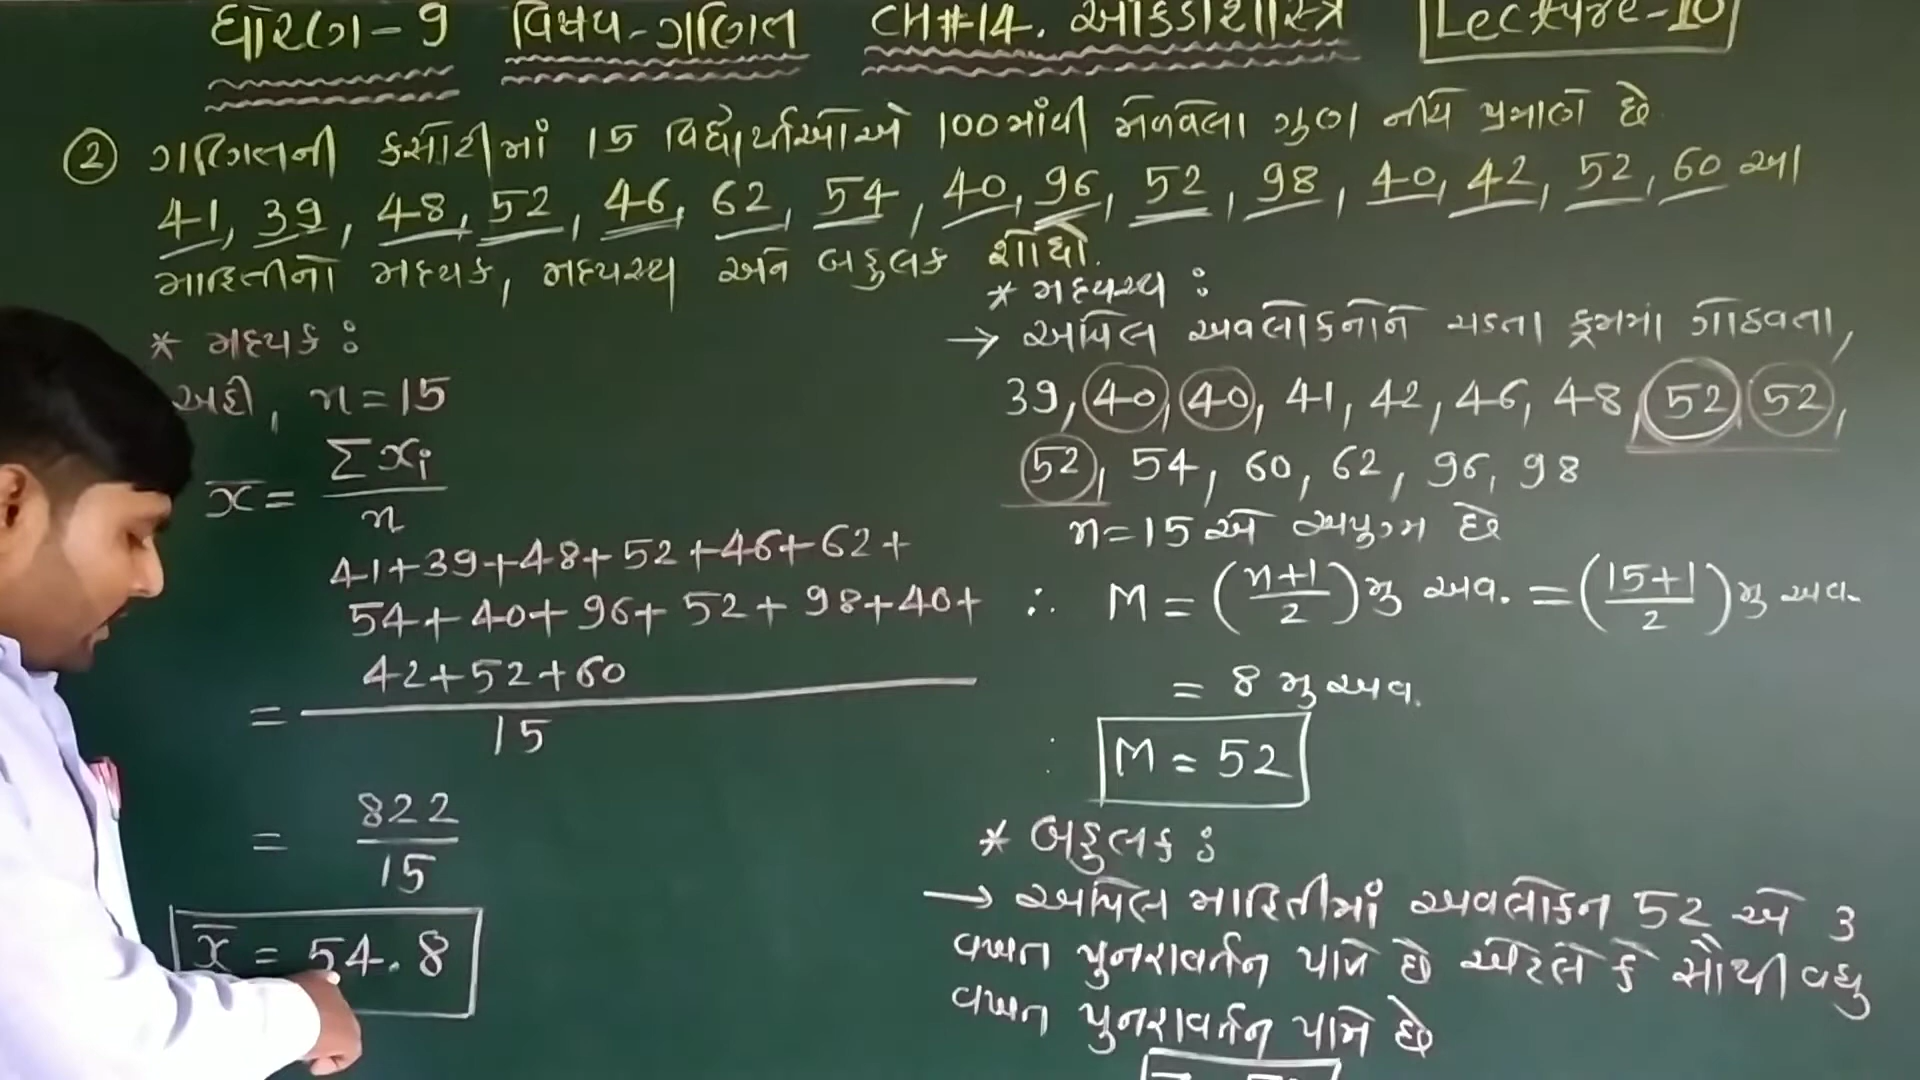 ધોરણ-9 વિષય-ગણિત CH#14. આંકડાશાસ્ત્ર Lecture-10
② ગણિતની કસોટીમાં 15 વિદ્યાર્થીઓએ 100માંથી મેળવેલા ગુણ નીચે પ્રમાણે છે
41, 39, 48, 52, 46, 62, 54, 40, 96, 52, 98, 40, 42, 52, 60 આ
માહિતીનો મધ્યક, મધ્યસ્થ અને બહુલક શોધો.
* મધ્યક :
અહી, n=15
x̄ = Σxi / n
= 41+39+48+52+46+62+
54+40+96+52+98+40+
42+52+60
/ 15
= 822 / 15
x̄ = 54.8
* મધ્યસ્થ :
→ આપેલ અવલોકનોને ચડતા ક્રમમાં ગોઠવતા,
39, 40, 40, 41, 42, 46, 48, 52, 52,
52, 54, 60, 62, 96, 98
n=15 એ અયુગ્મ છે
∴ M = (n+1 / 2) મુ અવ. = (15+1 / 2) મુ અવ.
= 8 મુ અવ.
∴ M = 52
* બહુલક :
→ આપેલ માહિતીમાં અવલોકન 52 એ 3
વખત પુનરાવર્તન પામે છે એટલે કે સૌથી વધુ
વખત પુનરાવર્તન પામે છે